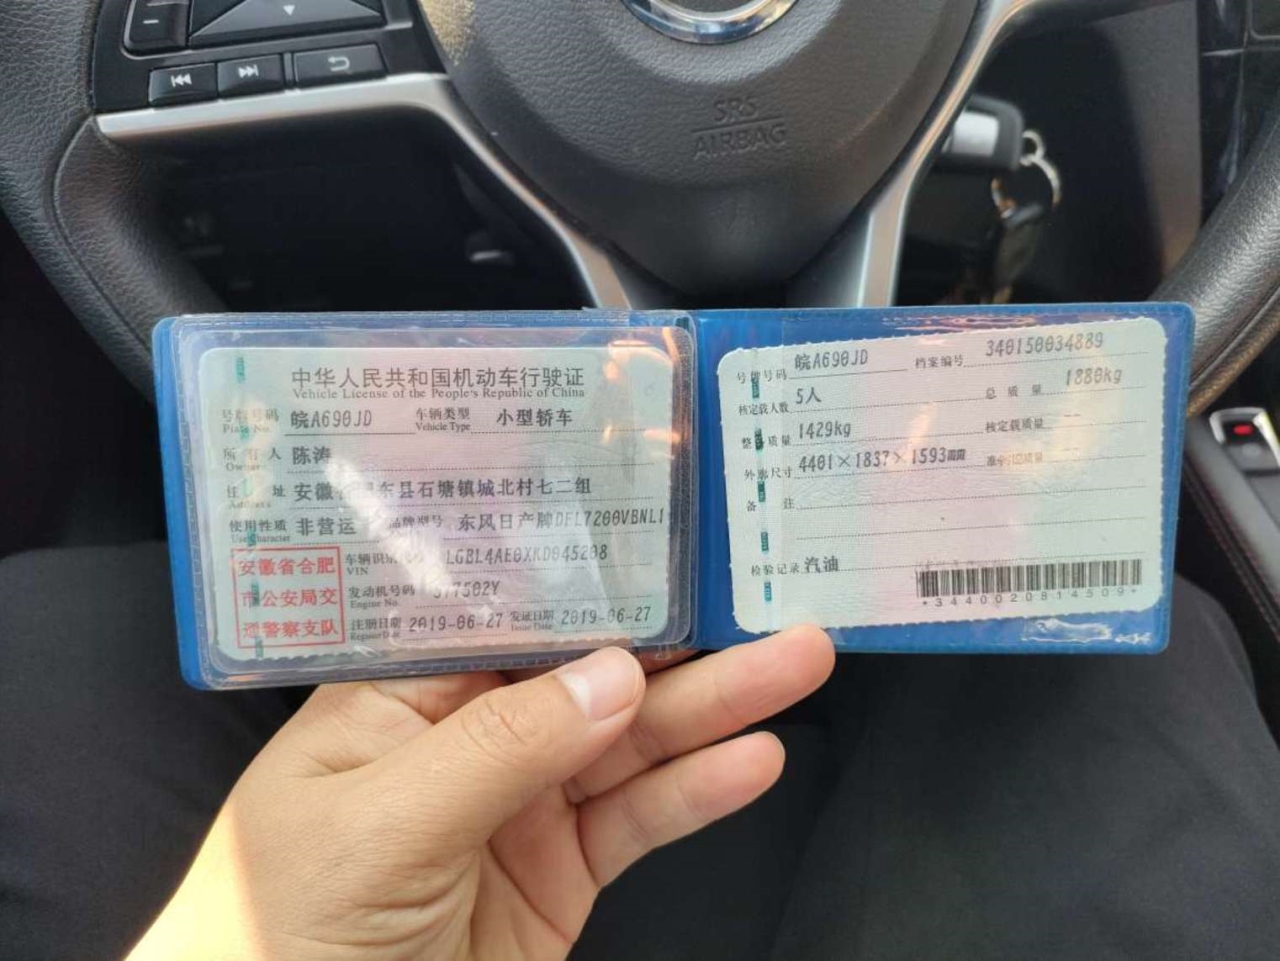 SRS
AIRBAG
中华人民共和国机动车行驶证
Vehicle License of the People's Republic of China
号牌号码 皖A690JD 车辆类型 小型轿车
Plate No. Vehicle Type
所有人 陈涛
Owner
住址 安徽 东县石塘镇城北村七二组
Address
使用性质 非营运 品牌型号 东风日产牌DFL7200VBNL1
Use Character
安徽省合肥
市公安局交
通警察支队
车辆识 LGBL4AE0XKD045208
VIN
发动机号码 577502Y
Engine No.
注册日期 2019-06-27 发证日期 2019-06-27
Register Date Issue Date
号牌号码 皖A690JD 档案编号 340150034889
核定载人数 5人 总质量 1880kg
整 质量 1429kg 核定载质量
外廓尺寸 4401×1837×1593mm 质量
备注
检验记录 汽油
*3440020814509*